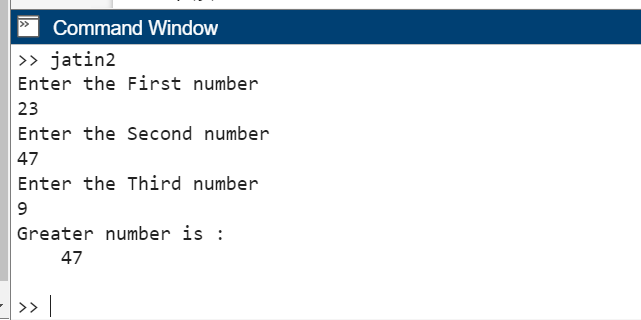 Command Window
>> jatin2
Enter the First number
23
Enter the Second number
47
Enter the Third number
9
Greater number is :
47
>>